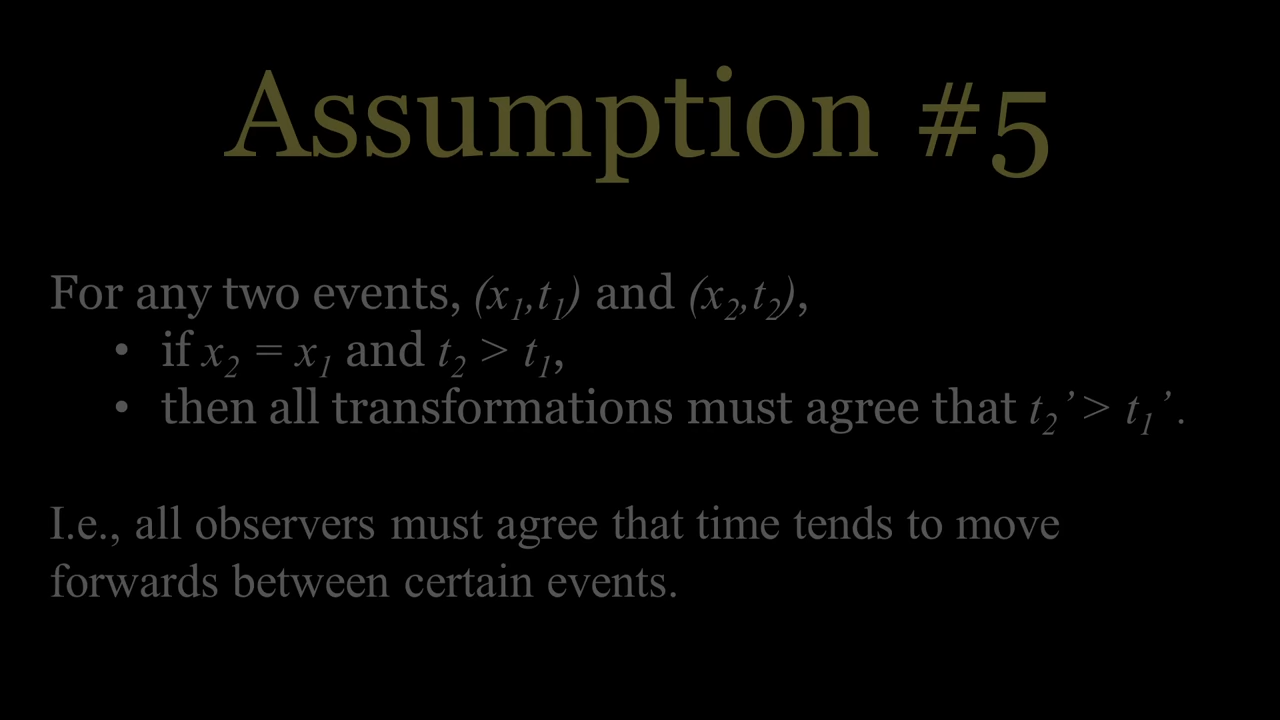 Assumption #5
For any two events, (x₁,t₁) and (x₂,t₂),
• if x₂ = x₁ and t₂ > t₁,
• then all transformations must agree that t₂’ > t₁’.
I.e., all observers must agree that time tends to move
forwards between certain events.